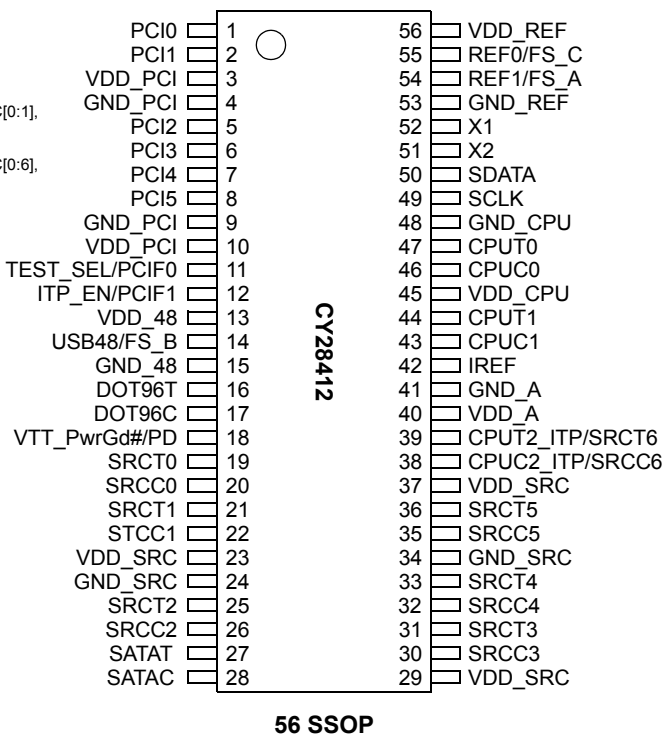 PCI0 1 56 VDD_REF
PCI1 2 55 REF0/FS_C
VDD_PCI 3 54 REF1/FS_A
GND_PCI 4 53 GND_REF
C[0:1],
PCI2 5 52 X1
PCI3 6 51 X2
C[0:6],
PCI4 7 50 SDATA
PCI5 8 49 SCLK
GND_PCI 9 48 GND_CPU
VDD_PCI 10 47 CPUT0
TEST_SEL/PCIF0 11 46 CPUC0
ITP_EN/PCIF1 12 45 VDD_CPU
VDD_48 13 44 CPUT1
USB48/FS_B 14 43 CPUC1
GND_48 15 42 IREF
DOT96T 16 41 GND_A
DOT96C 17 40 VDD_A
VTT_PwrGd#/PD 18 39 CPUT2_ITP/SRCT6
SRCT0 19 38 CPUC2_ITP/SRCC6
SRCC0 20 37 VDD_SRC
SRCT1 21 36 SRCT5
STCC1 22 35 SRCC5
VDD_SRC 23 34 GND_SRC
GND_SRC 24 33 SRCT4
SRCT2 25 32 SRCC4
SRCC2 26 31 SRCT3
SATAT 27 30 SRCC3
SATAC 28 29 VDD_SRC
CY28412
56 SSOP